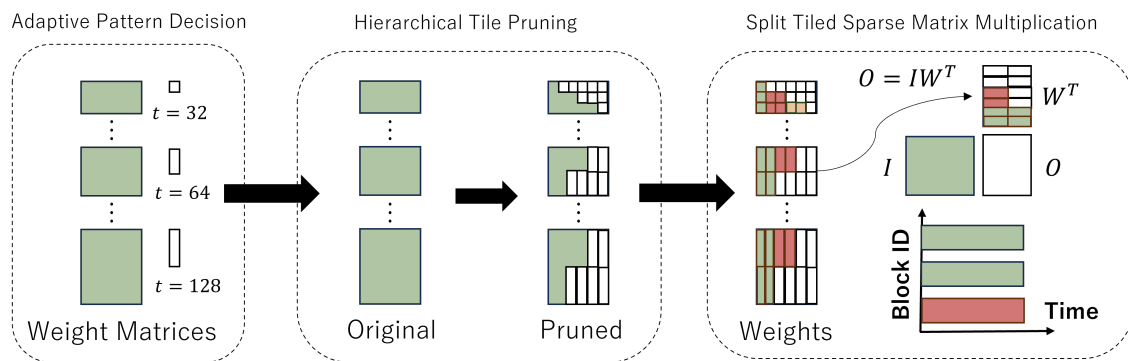 Adaptive Pattern Decision
Hierarchical Tile Pruning
Split Tiled Sparse Matrix Multiplication
t = 32
t = 64
t = 128
Weight Matrices
Original
Pruned
Weights
O = IW^T
W^T
I
O
Block ID
Time